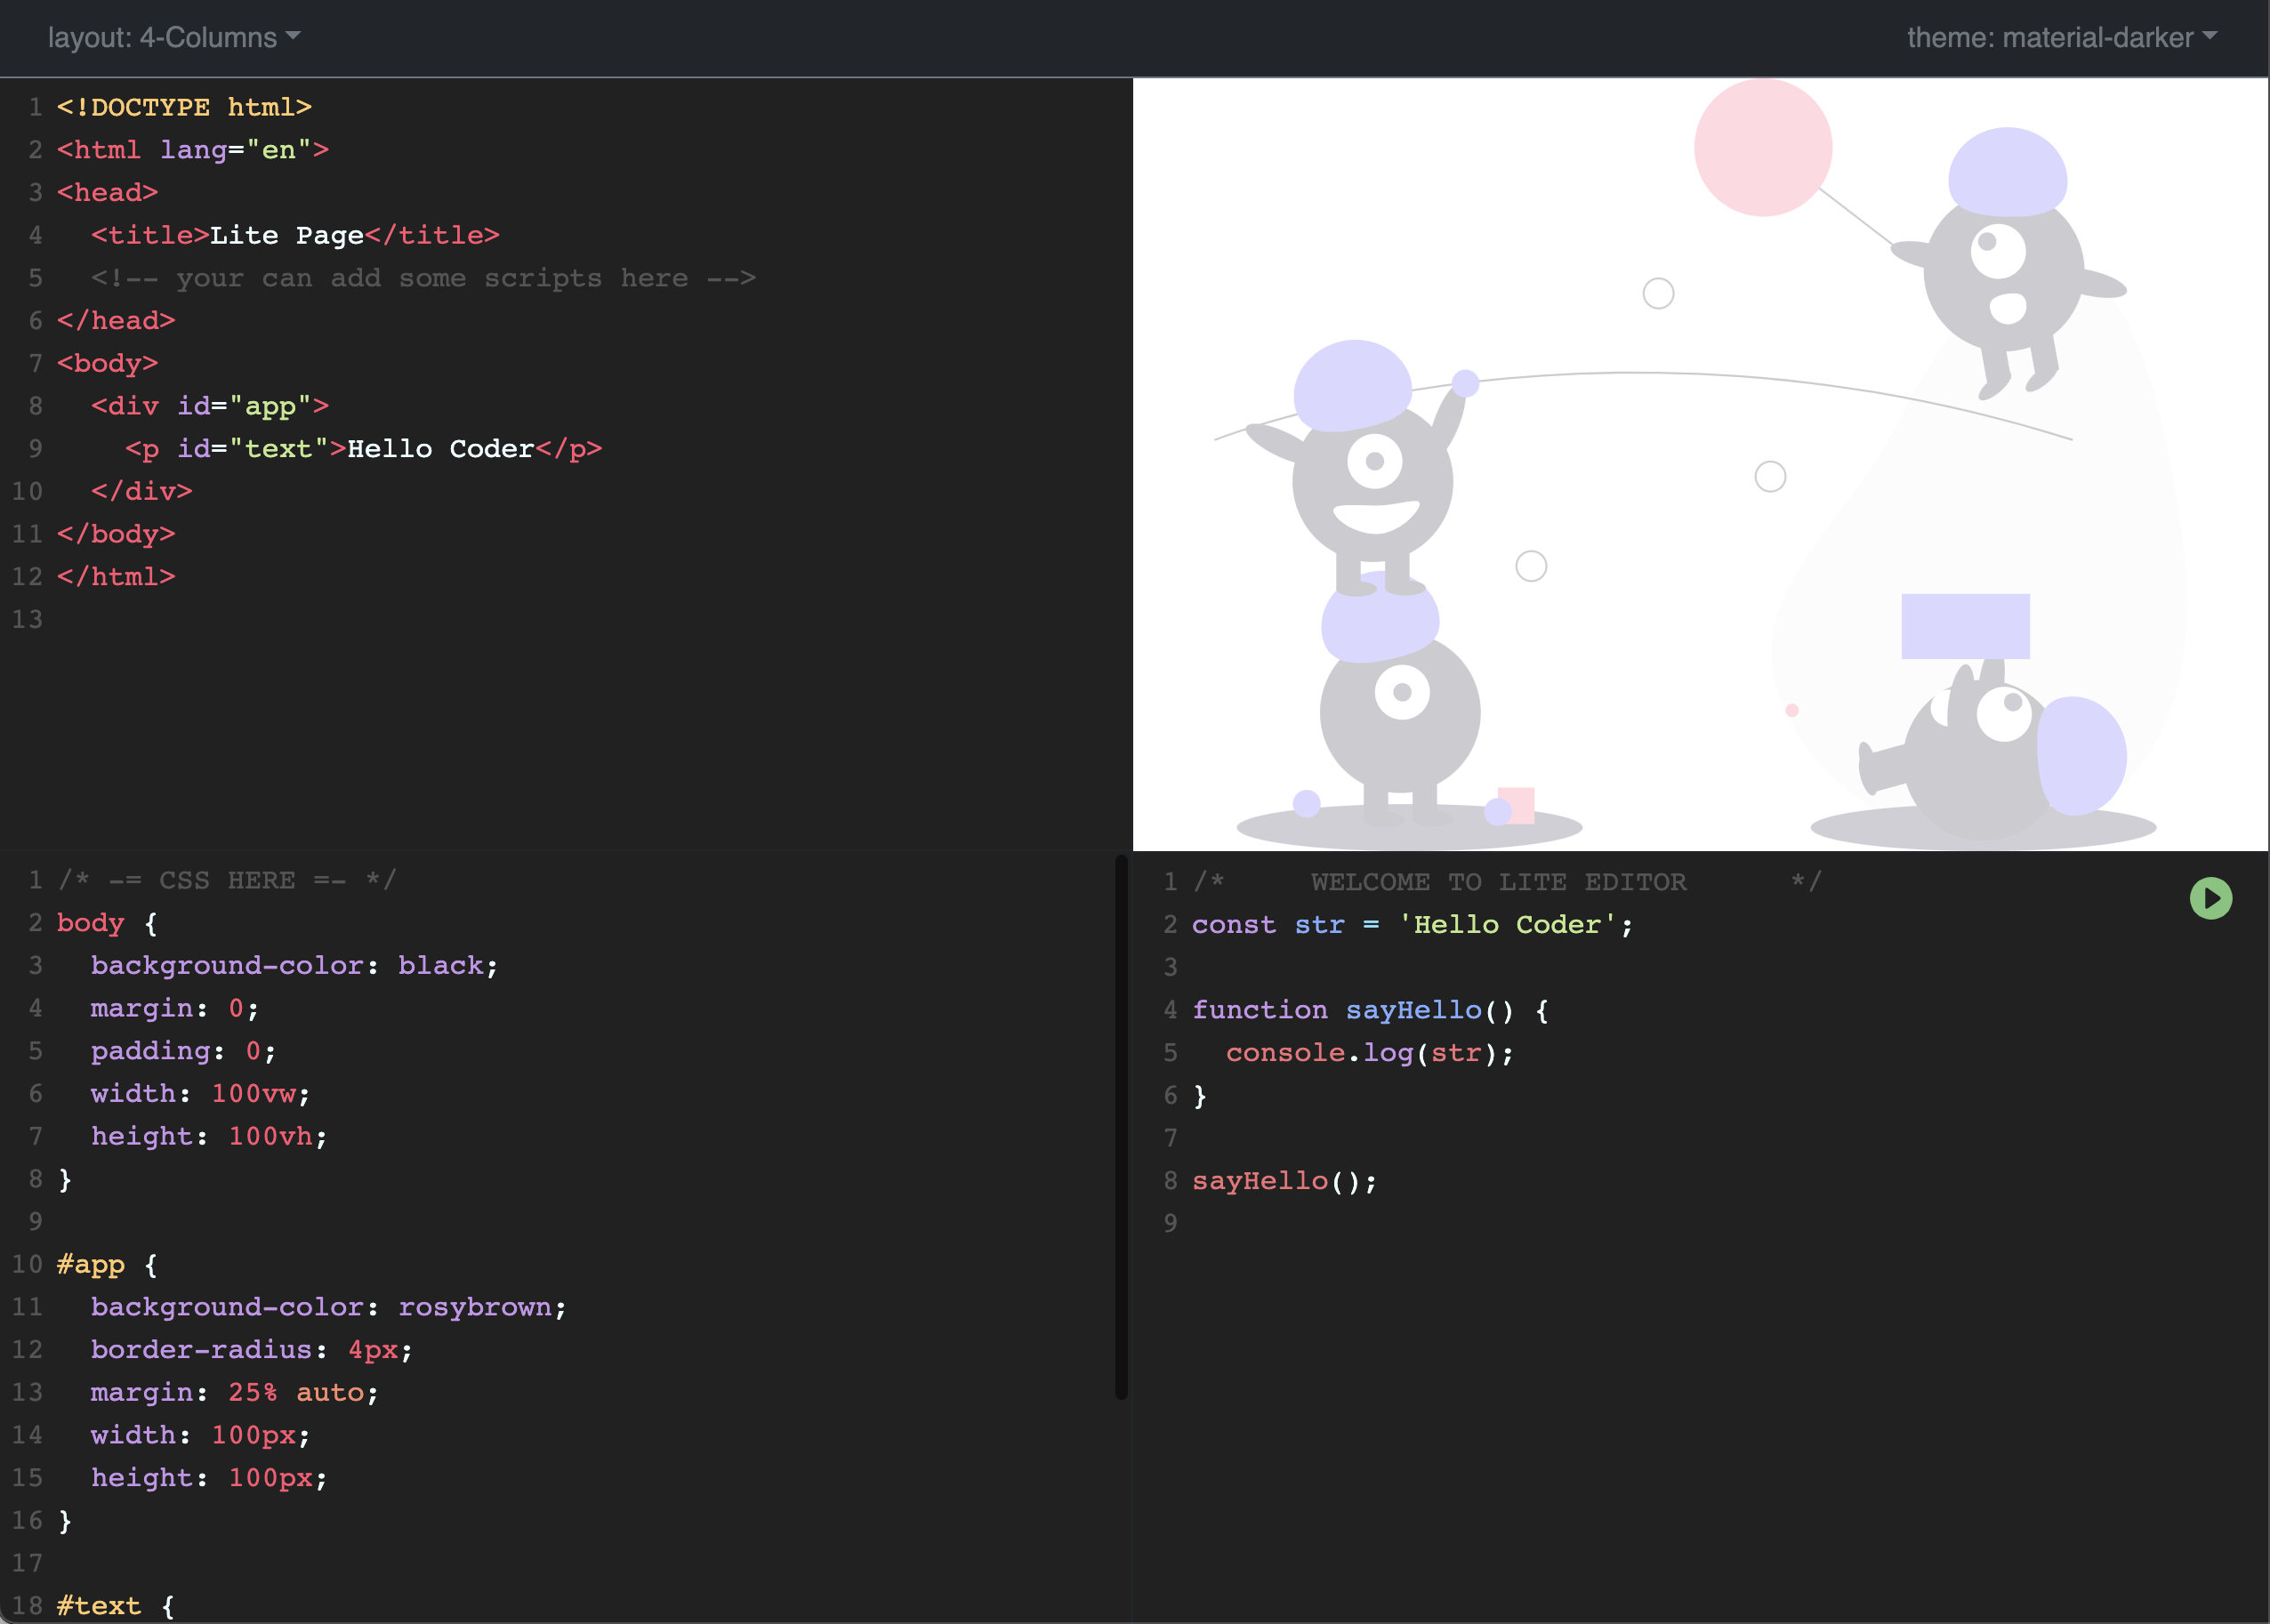 layout: 4-Columns
theme: material-darker
1 <!DOCTYPE html>
2 <html lang="en">
3 <head>
4   <title>Lite Page</title>
5   <!-- your can add some scripts here -->
6 </head>
7 <body>
8   <div id="app">
9     <p id="text">Hello Coder</p>
10   </div>
11 </body>
12 </html>
13
1 /* -= CSS HERE =- */
2 body {
3   background-color: black;
4   margin: 0;
5   padding: 0;
6   width: 100vw;
7   height: 100vh;
8 }
9
10 #app {
11   background-color: rosybrown;
12   border-radius: 4px;
13   margin: 25% auto;
14   width: 100px;
15   height: 100px;
16 }
17
18 #text {
1 /*     WELCOME TO LITE EDITOR      */
2 const str = 'Hello Coder';
3
4 function sayHello() {
5   console.log(str);
6 }
7
8 sayHello();
9